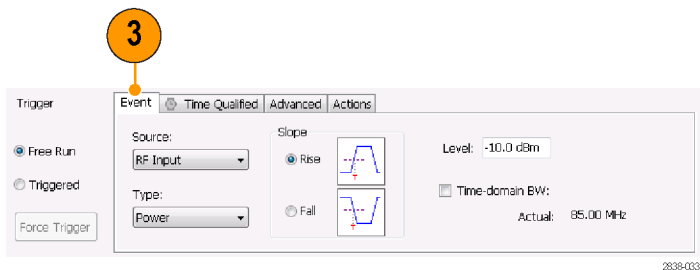 3
Trigger
Event Time Qualified Advanced Actions
Free Run
Triggered
Force Trigger
Source:
RF Input
Type:
Power
Slope
Rise
T
Fall
T
Level: -10.0 dBm
Time-domain BW:
Actual: 85.00 MHz
2838-033